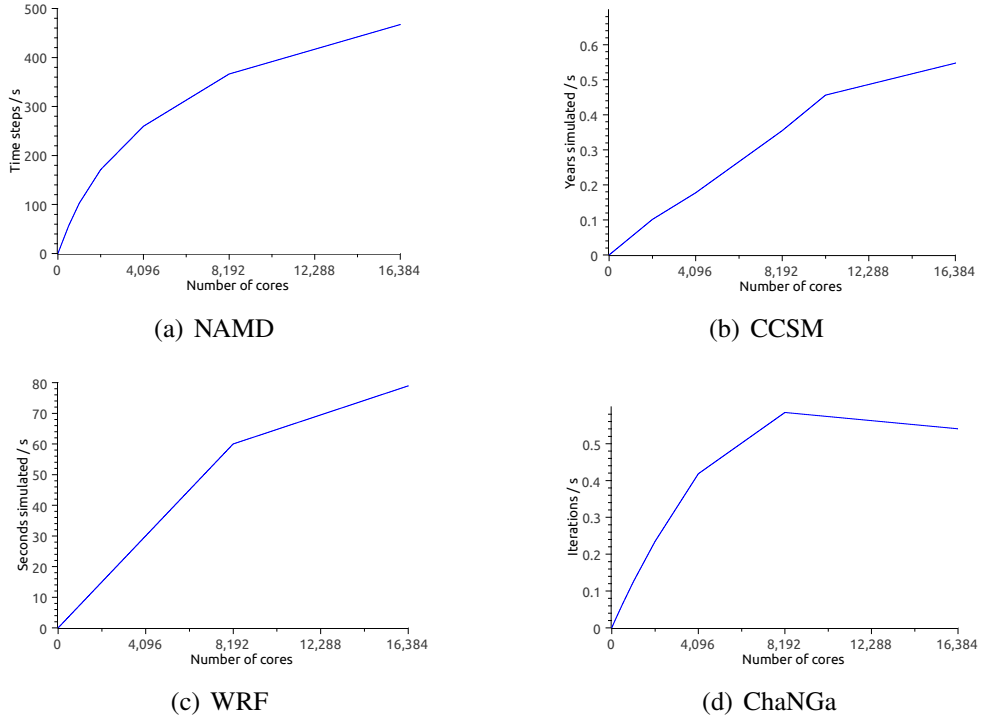 500
400
300
200
100
0
Time steps / s
0 4,096 8,192 12,288 16,384
Number of cores
(a) NAMD
0.6
0.5
0.4
0.3
0.2
0.1
0
Years simulated / s
0 4,096 8,192 12,288 16,384
Number of cores
(b) CCSM
80
70
60
50
40
30
20
10
0
Seconds simulated / s
0 4,096 8,192 12,288 16,384
Number of cores
(c) WRF
0.5
0.4
0.3
0.2
0.1
0
Iterations / s
0 4,096 8,192 12,288 16,384
Number of cores
(d) ChaNGa